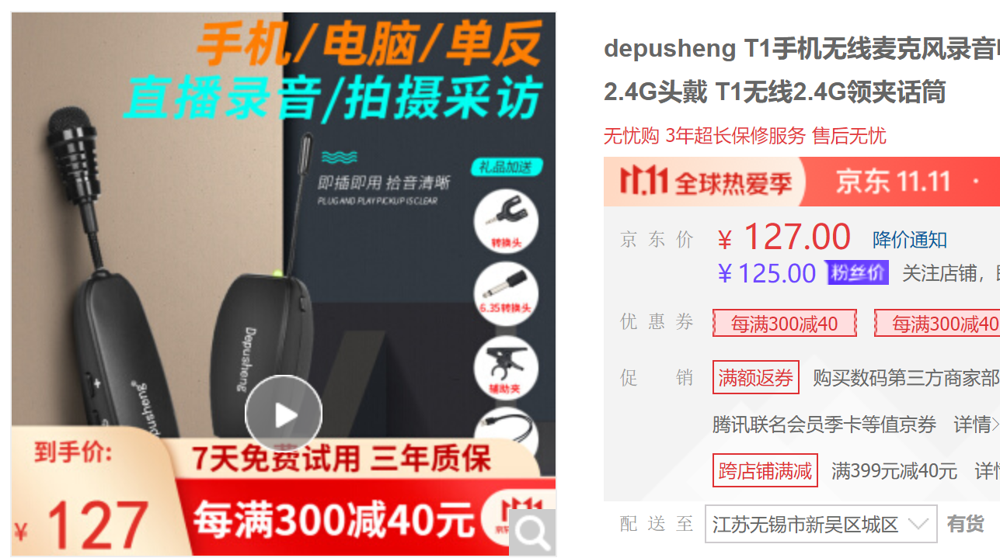 手机/电脑/单反
直播录音/拍摄采访
即插即用 拾音清晰
PLUG AND PLAY PICKUP IS CLEAR
礼品加送
转换头
6.35转换头
辅助夹
Depusheng
到手价:
7天免费试用 三年质保
¥ 127
每满300减40元
depusheng T1手机无线麦克风录音
2.4G头戴 T1无线2.4G领夹话筒
无忧购 3年超长保修服务 售后无忧
11.11 全球热爱季 京东 11.11 ·
京东价 ¥ 127.00 降价通知
¥ 125.00 粉丝价 关注店铺,
优惠券 每满300减40 每满300减40
促销 满额返券 购买数码第三方商家部
腾讯联名会员季卡等值京券 详情>
跨店铺满减 满399元减40元 详
配送至 江苏无锡市新吴区城区 有货